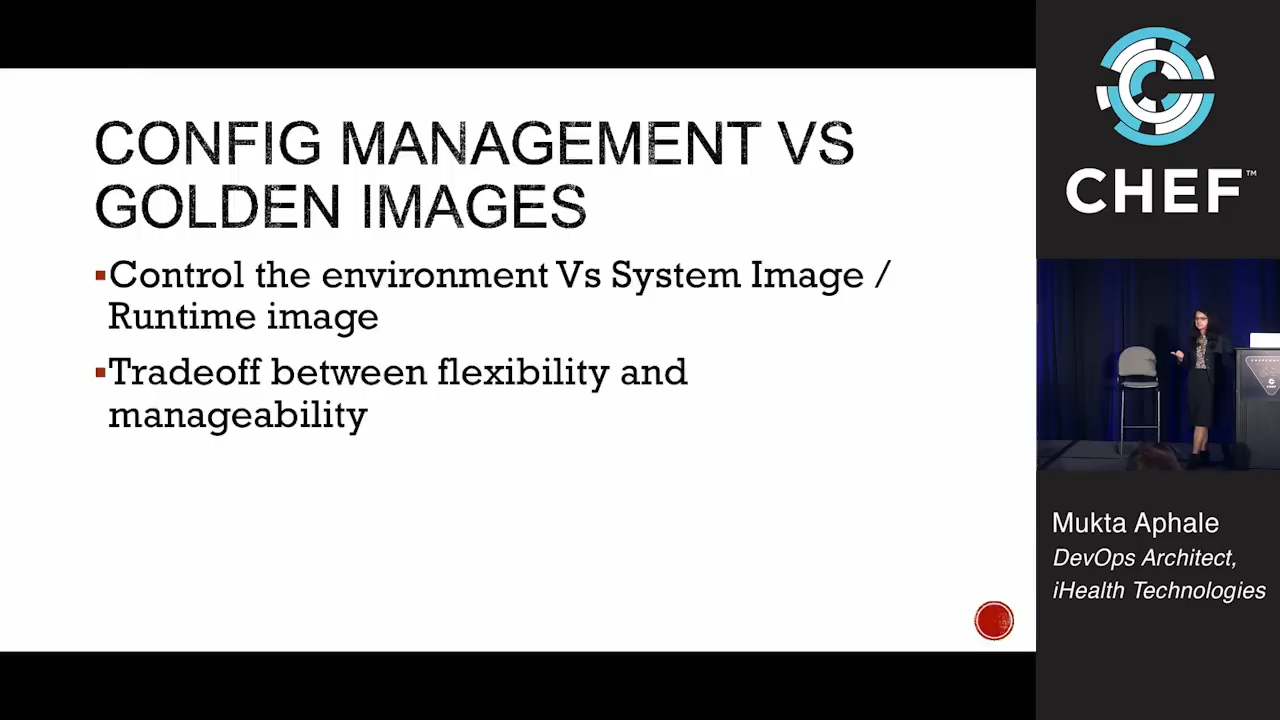 CONFIG MANAGEMENT VS
GOLDEN IMAGES
▪Control the environment Vs System Image /
Runtime image
▪Tradeoff between flexibility and
manageability
CHEF™
Mukta Aphale
DevOps Architect,
iHealth Technologies